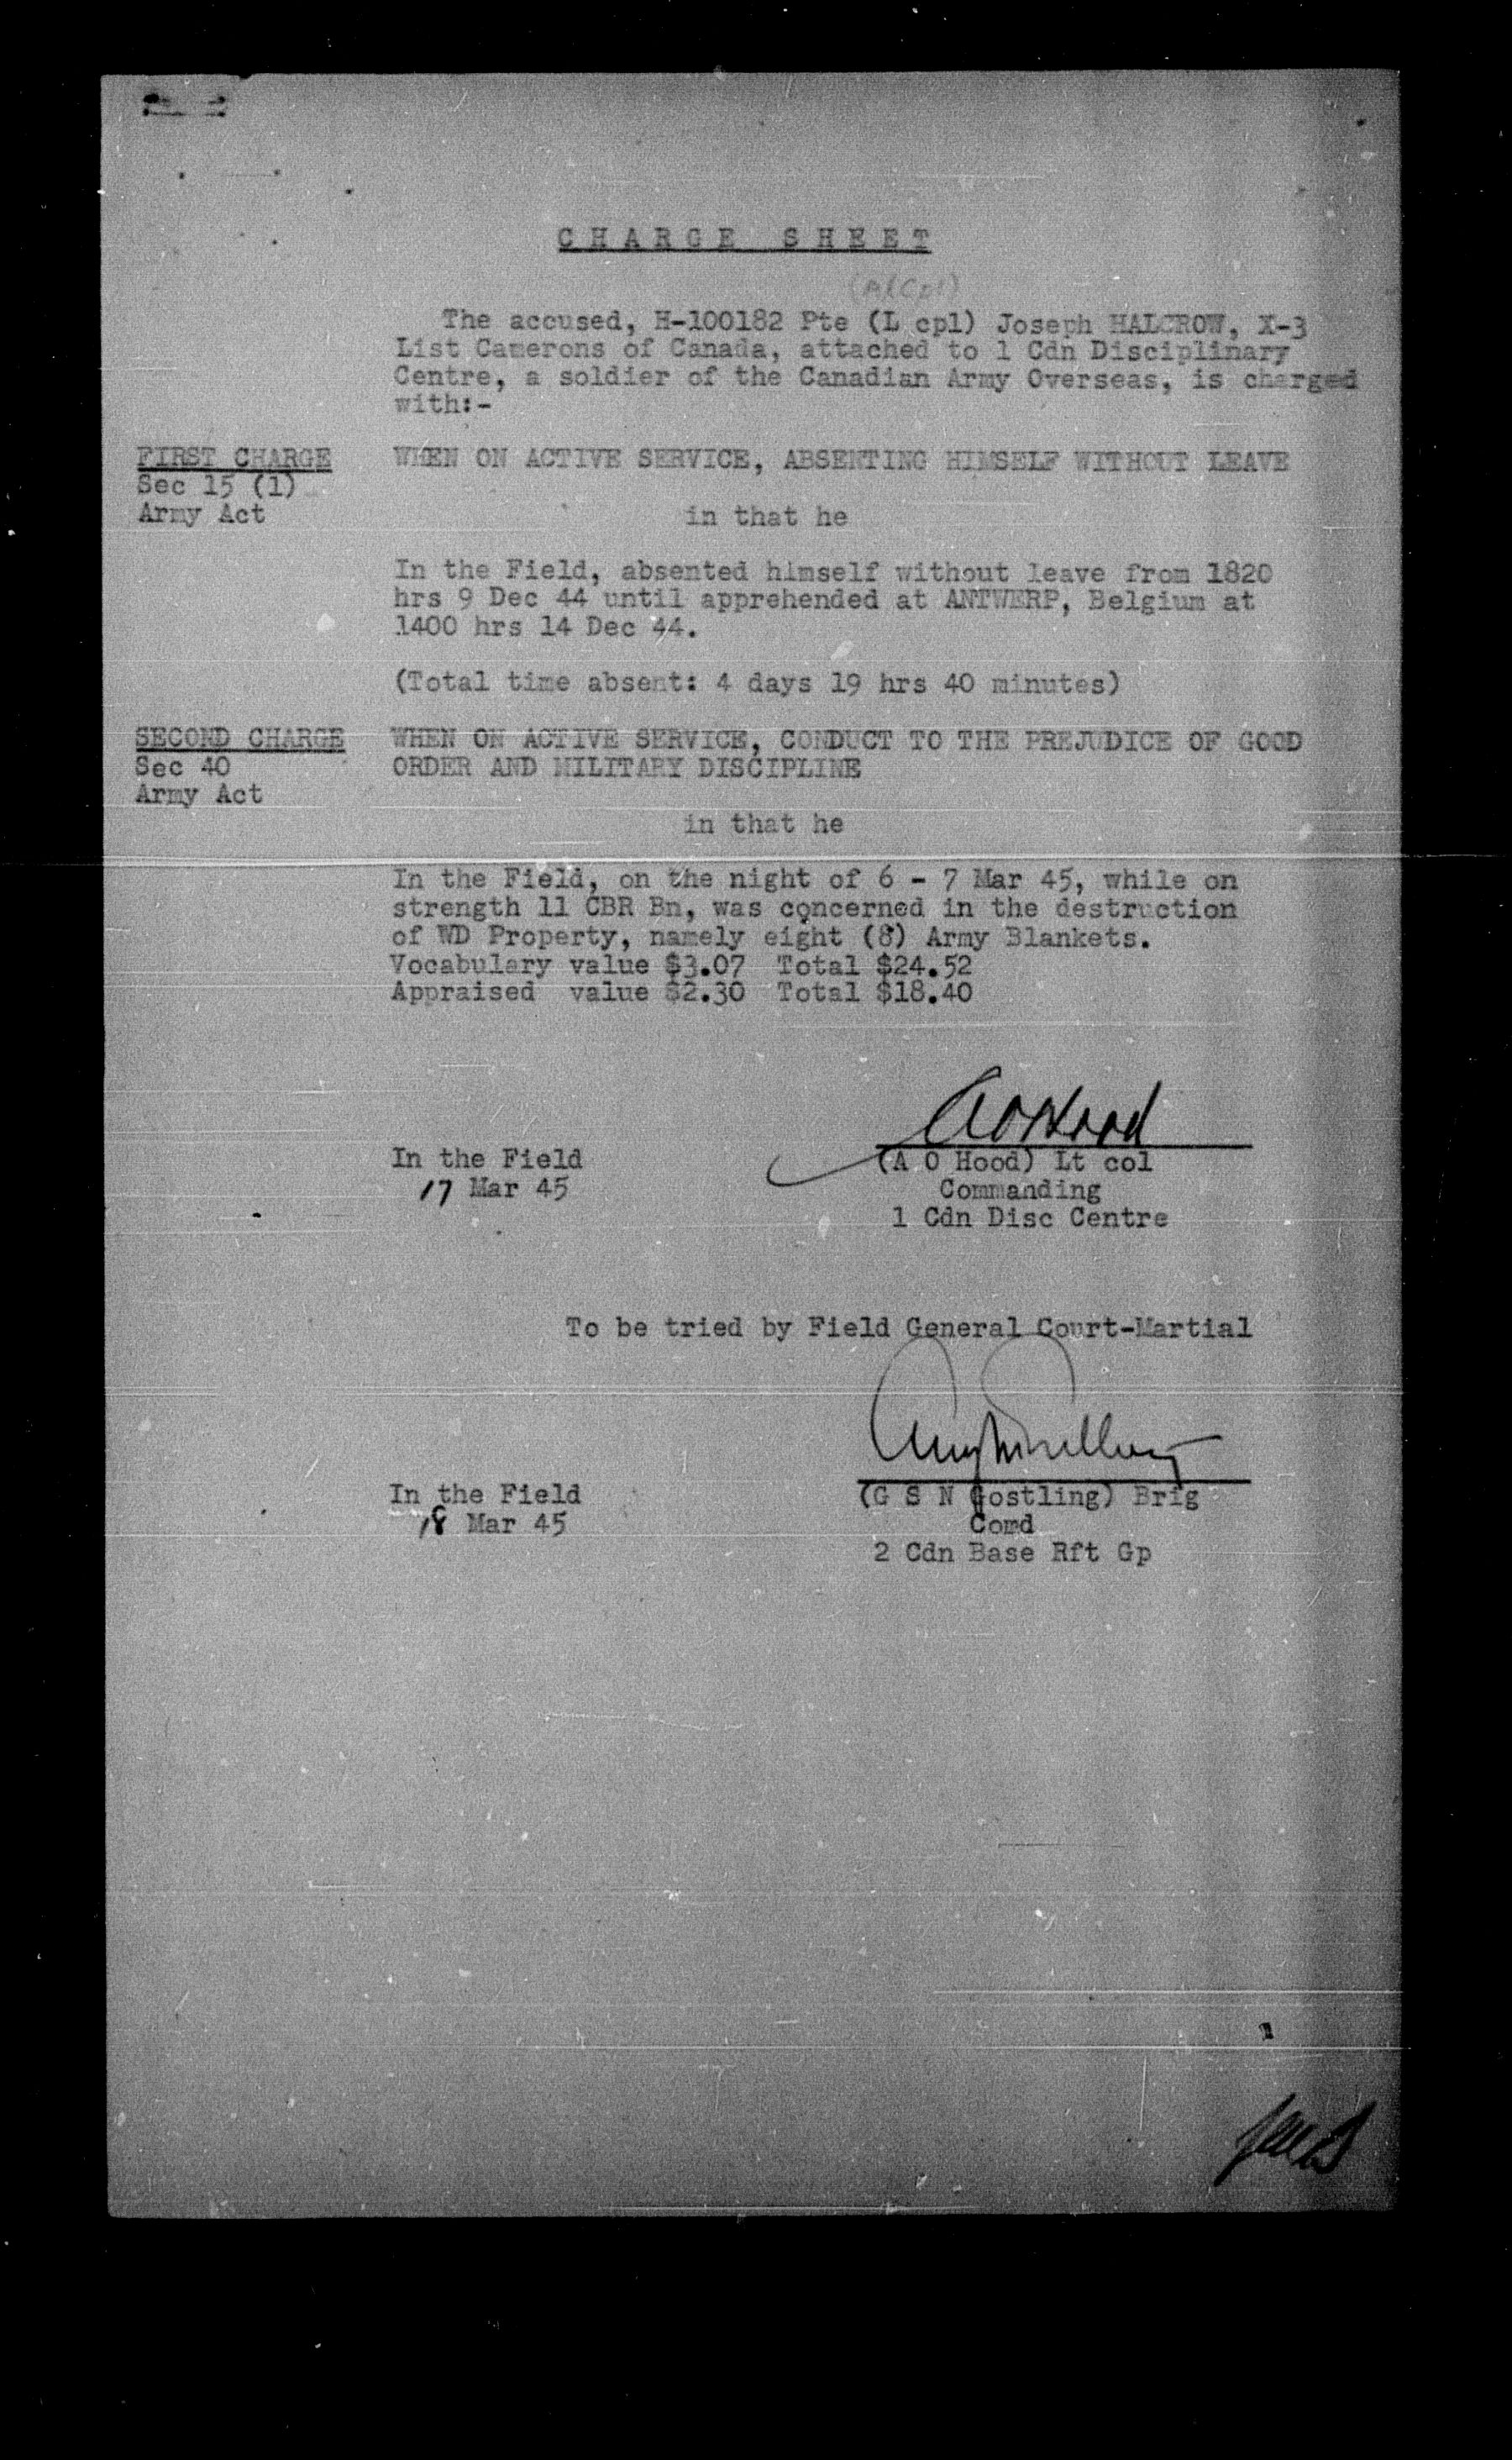 CHARGE SHEET
(A/Cpl)
The accused, H-100182 Pte (L cpl) Joseph HALCROW, X-3
List Camerons of Canada, attached to 1 Cdn Disciplinary
Centre, a soldier of the Canadian Army Overseas, is charged
with:-
FIRST CHARGE WHEN ON ACTIVE SERVICE, ABSENTING HIMSELF WITHOUT LEAVE
Sec 15 (1)
Army Act in that he
In the Field, absented himself without leave from 1820
hrs 9 Dec 44 until apprehended at ANTWERP, Belgium at
1400 hrs 14 Dec 44.
(Total time absent: 4 days 19 hrs 40 minutes)
SECOND CHARGE WHEN ON ACTIVE SERVICE, CONDUCT TO THE PREJUDICE OF GOOD
Sec 40 ORDER AND MILITARY DISCIPLINE
Army Act
in that he
In the Field, on the night of 6 - 7 Mar 45, while on
strength 11 CBR Bn, was concerned in the destruction
of WD Property, namely eight (8) Army Blankets.
Vocabulary value $3.07 Total $24.52
Appraised value $2.30 Total $18.40
AOHood
In the Field (A O Hood) Lt col
17 Mar 45 Commanding
1 Cdn Disc Centre
To be tried by Field General Court-Martial
In the Field (G S N Gostling) Brig
18 Mar 45 Comd
2 Cdn Base Rft Gp